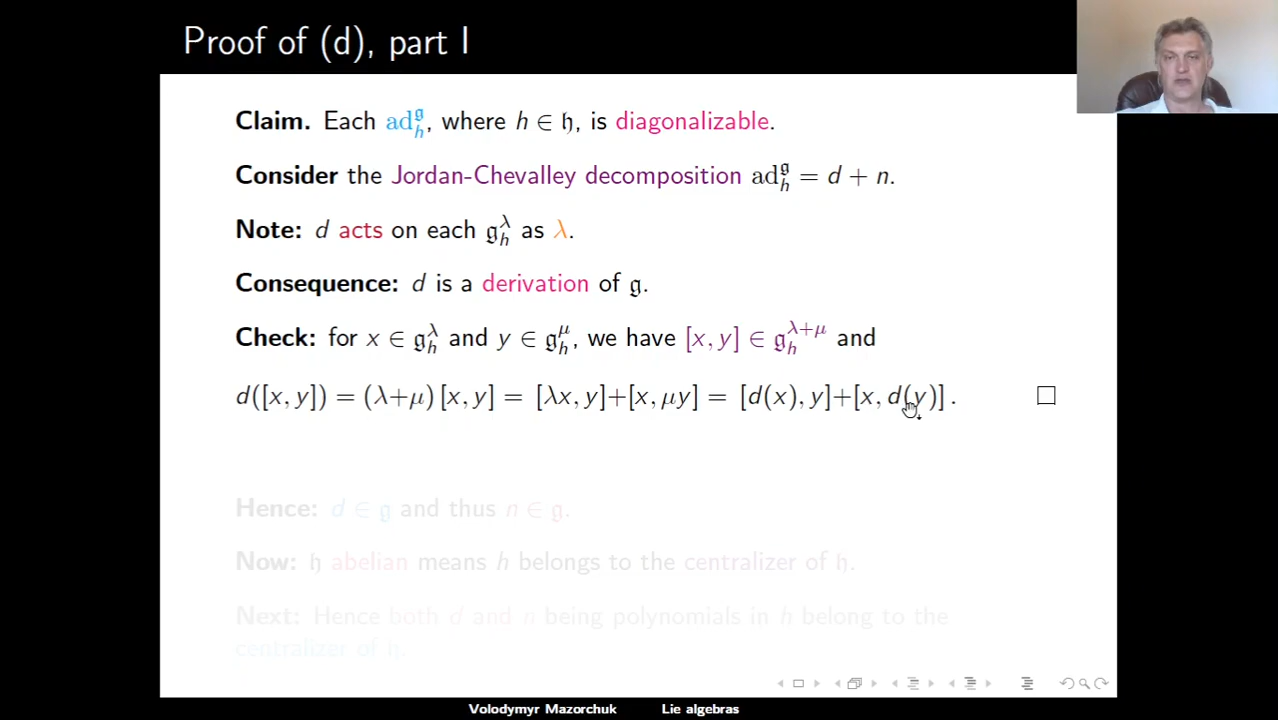 Proof of (d), part I
Claim. Each ad_h^𝔤, where h ∈ 𝔥, is diagonalizable.
Consider the Jordan-Chevalley decomposition ad_h^𝔤 = d + n.
Note: d acts on each 𝔤_h^λ as λ.
Consequence: d is a derivation of 𝔤.
Check: for x ∈ 𝔤_h^λ and y ∈ 𝔤_h^μ, we have [x, y] ∈ 𝔤_h^{λ+μ} and
d([x, y]) = (λ+μ)[x, y] = [λx, y]+[x, μy] = [d(x), y]+[x, d(y)]. □
Hence: d ∈ 𝔤 and thus n ∈ 𝔤.
Now: 𝔥 abelian means h belongs to the centralizer of 𝔥.
Next: Hence both d and n being polynomials in h belong to the
centralizer of 𝔥.
Volodymyr Mazorchuk Lie algebras